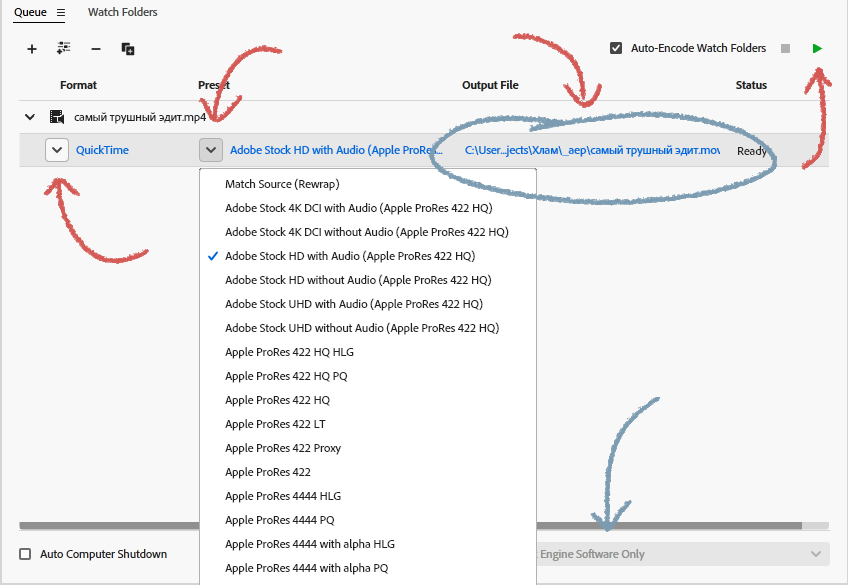 Queue Watch Folders
Auto-Encode Watch Folders
Format Preset Output File Status
самый трушный эдит.mp4
QuickTime Adobe Stock HD with Audio (Apple ProRes... C:\User...jects\Хлам\_aep\самый трушный эдит.mov Ready
Match Source (Rewrap)
Adobe Stock 4K DCI with Audio (Apple ProRes 422 HQ)
Adobe Stock 4K DCI without Audio (Apple ProRes 422 HQ)
Adobe Stock HD with Audio (Apple ProRes 422 HQ)
Adobe Stock HD without Audio (Apple ProRes 422 HQ)
Adobe Stock UHD with Audio (Apple ProRes 422 HQ)
Adobe Stock UHD without Audio (Apple ProRes 422 HQ)
Apple ProRes 422 HQ HLG
Apple ProRes 422 HQ PQ
Apple ProRes 422 HQ
Apple ProRes 422 LT
Apple ProRes 422 Proxy
Apple ProRes 422
Apple ProRes 4444 HLG
Apple ProRes 4444 PQ
Apple ProRes 4444 with alpha HLG
Auto Computer Shutdown Engine Software Only
Apple ProRes 4444 with alpha PQ